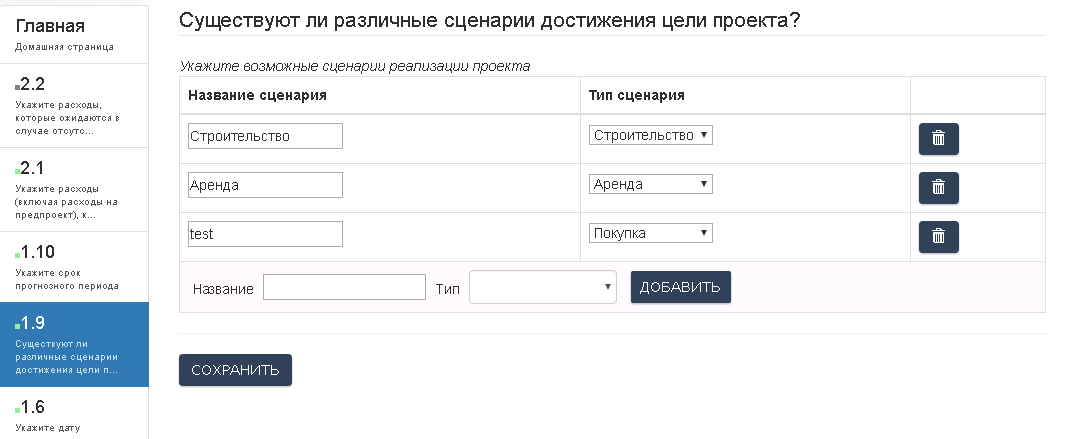 Главная
Домашняя страница
2.2
Укажите расходы,
которые ожидаются в
случае отсутс...
2.1
Укажите расходы
(включая расходы на
предпроект), к...
1.10
Укажите срок
прогнозного периода
1.9
Существуют ли
различные сценарии
достижения цели п...
1.6
Укажите дату
Существуют ли различные сценарии достижения цели проекта?
Укажите возможные сценарии реализации проекта
Название сценария Тип сценария
Строительство Строительство
Аренда Аренда
test Покупка
Название Тип ДОБАВИТЬ
СОХРАНИТЬ